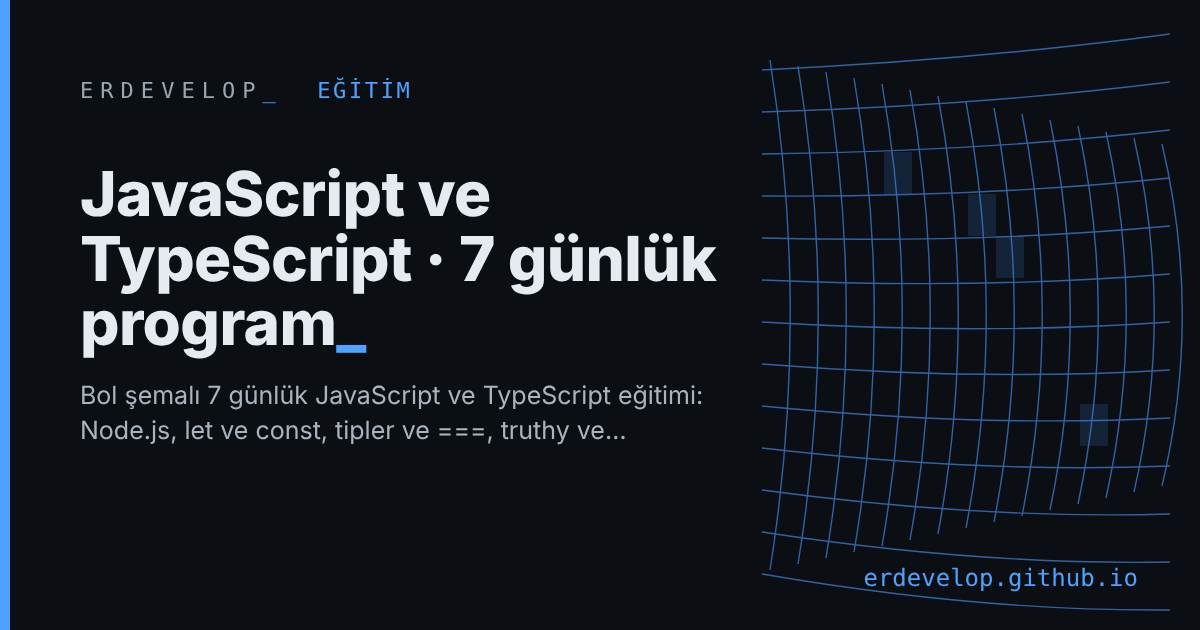 ERDEVELOP_ EĞİTİM
JavaScript ve
TypeScript · 7 günlük
program_
Bol şemalı 7 günlük JavaScript ve TypeScript eğitimi:
Node.js, let ve const, tipler ve ===, truthy ve…
erdevelop.github.io